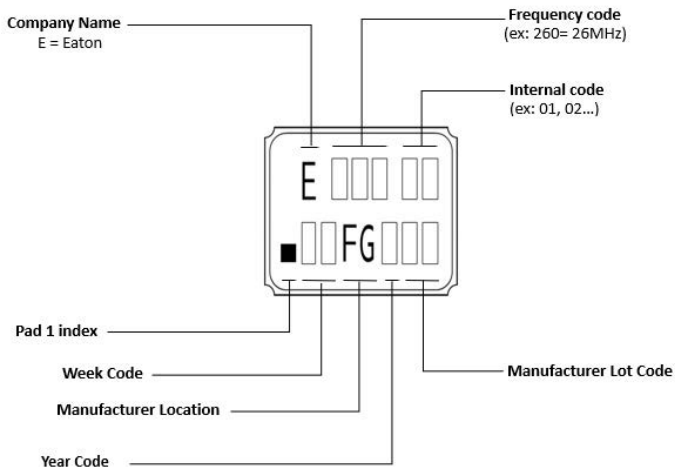 Company Name
E = Eaton
Frequency code
(ex: 260= 26MHz)
Internal code
(ex: 01, 02...)
E
FG
Pad 1 index
Week Code
Manufacturer Lot Code
Manufacturer Location
Year Code